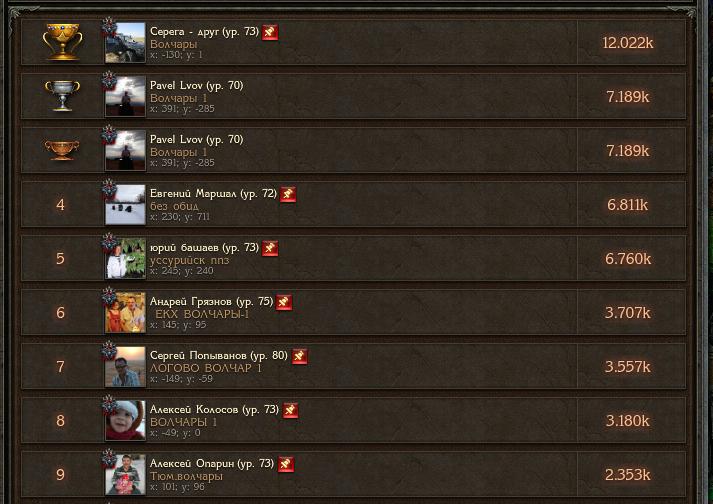 Серега - друг (ур. 73)
Волчары
x: -130; y: 1
12.022k
Pavel Lvov (ур. 70)
Волчары 1
x: 391; y: -285
7.189k
Pavel Lvov (ур. 70)
Волчары 1
x: 391; y: -285
7.189k
4
Евгений Маршал (ур. 72)
без обид
x: 230; y: 711
6.811k
5
юрий башаев (ур. 73)
уссурийск ппз
x: 245; y: 240
6.760k
6
Андрей Грязнов (ур. 75)
ЕКХ ВОЛЧАРЫ-1
x: 145; y: 95
3.707k
7
Сергей Попыванов (ур. 80)
ЛОГОВО ВОЛЧАР 1
x: -149; y: -59
3.557k
8
Алексей Колосов (ур. 73)
ВОЛЧАРЫ 1
x: -49; y: 0
3.180k
9
Алексей Опарин (ур. 73)
Тюм.волчары
x: 101; y: 96
2.353k